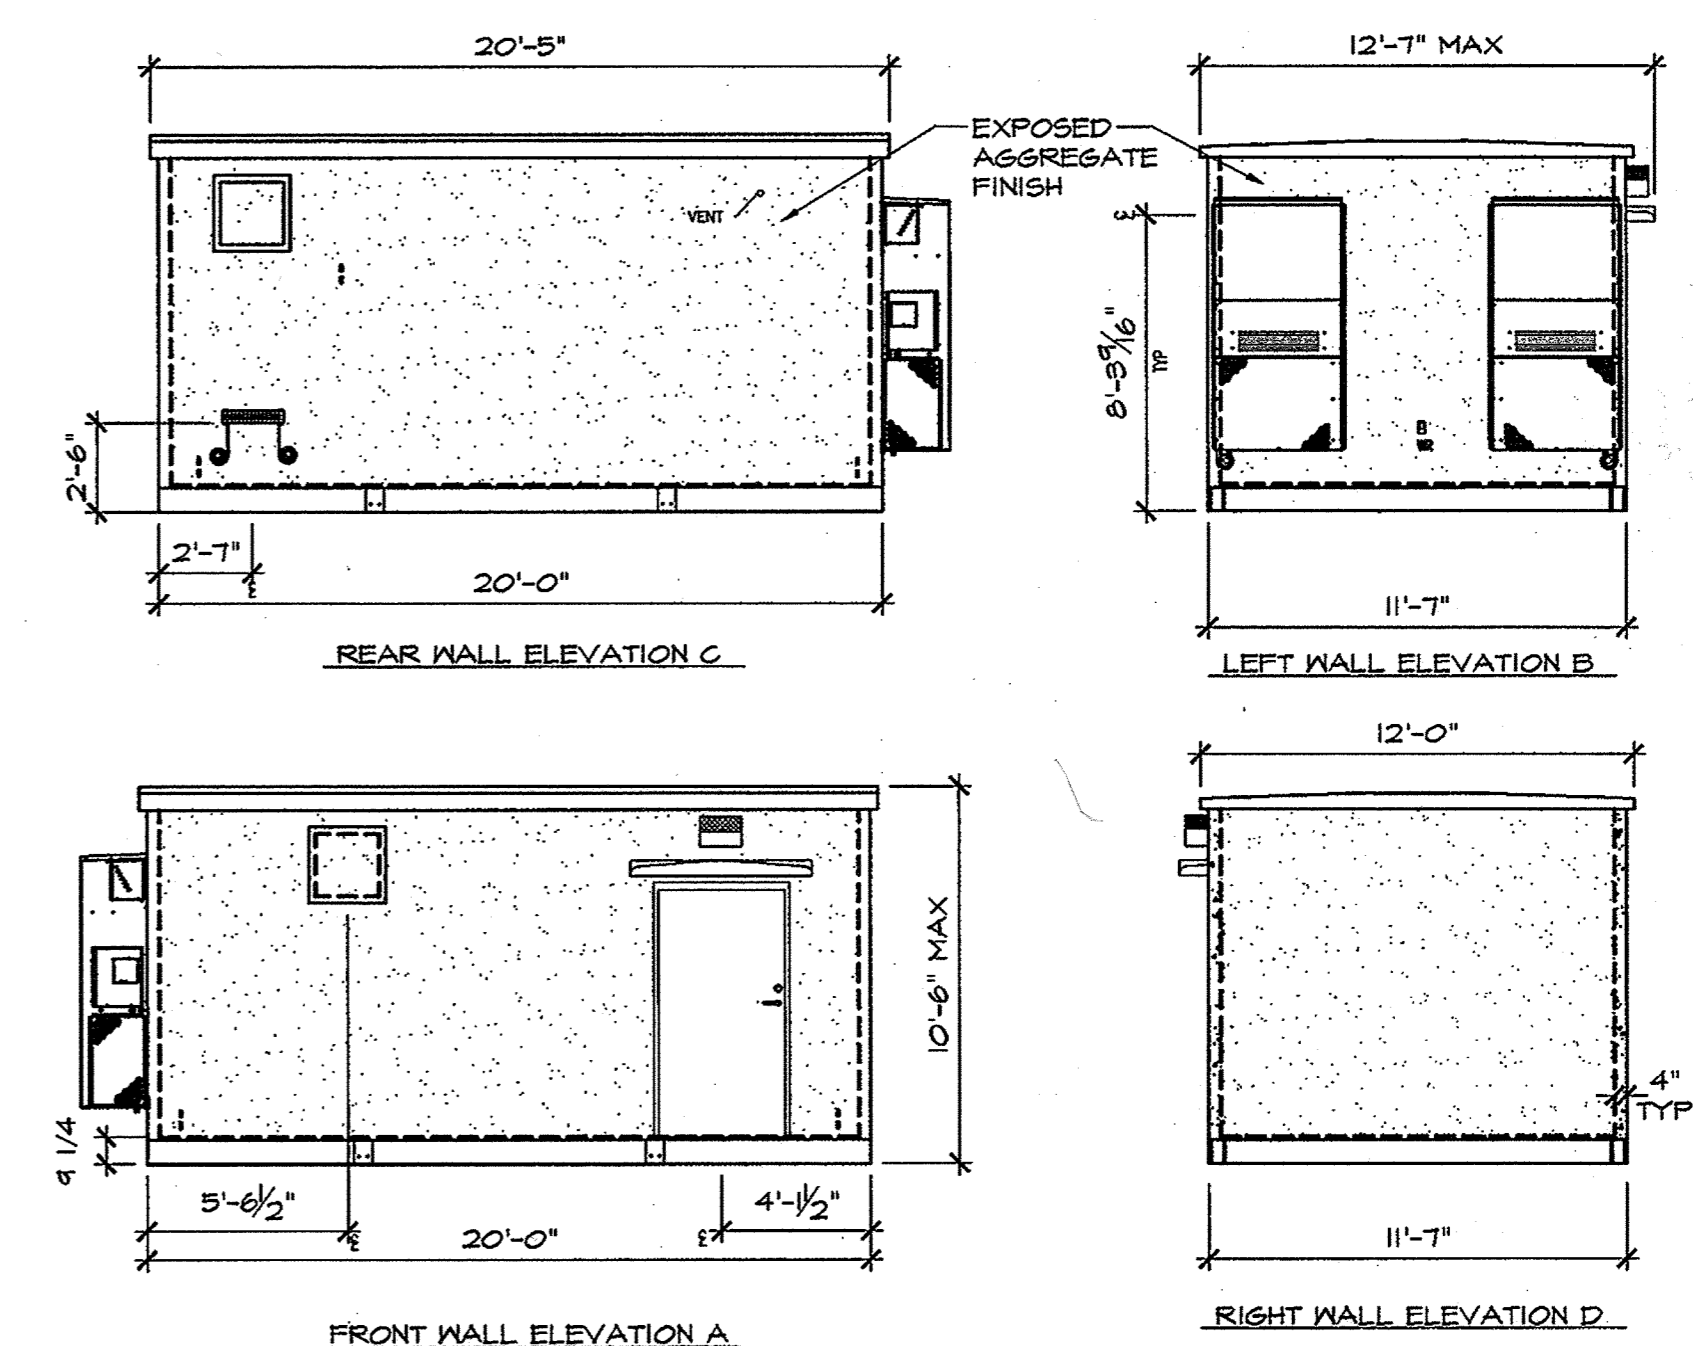 20'-5"
12'-7" MAX
EXPOSED
AGGREGATE
FINISH
VENT
8'-3 9/16"
TYP
2'-6"
2'-7"
20'-0"
11'-7"
REAR WALL ELEVATION C
LEFT WALL ELEVATION B
12'-0"
10'-6" MAX
4"
TYP
9 1/4
5'-6 1/2"
4'-1 1/2"
20'-0"
11'-7"
FRONT WALL ELEVATION A
RIGHT WALL ELEVATION D